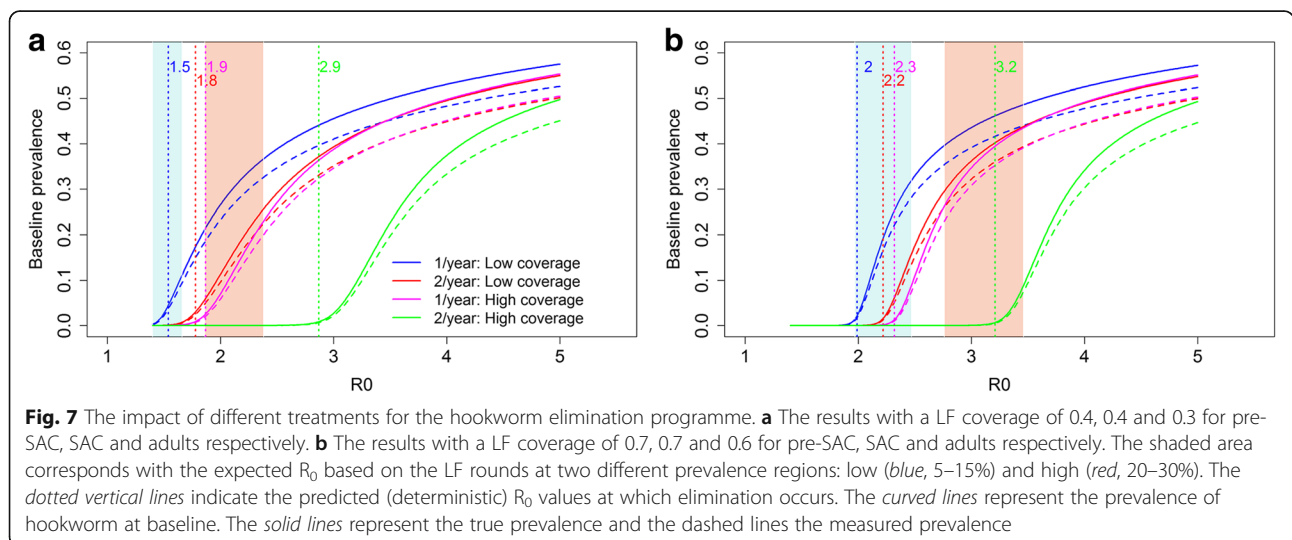 a
b
0.6
0.5
0.4
0.3
0.2
0.1
0.0
Baseline prevalence
1.5
1.8
1.9
2.9
1/year: Low coverage
2/year: Low coverage
1/year: High coverage
2/year: High coverage
1 2 3 4 5
R0
0.6
0.5
0.4
0.3
0.2
0.1
0.0
Baseline prevalence
2
2.2
2.3
3.2
1 2 3 4 5
R0
Fig. 7 The impact of different treatments for the hookworm elimination programme. a The results with a LF coverage of 0.4, 0.4 and 0.3 for pre-
SAC, SAC and adults respectively. b The results with a LF coverage of 0.7, 0.7 and 0.6 for pre-SAC, SAC and adults respectively. The shaded area
corresponds with the expected R0 based on the LF rounds at two different prevalence regions: low (blue, 5–15%) and high (red, 20–30%). The
dotted vertical lines indicate the predicted (deterministic) R0 values at which elimination occurs. The curved lines represent the prevalence of
hookworm at baseline. The solid lines represent the true prevalence and the dashed lines the measured prevalence